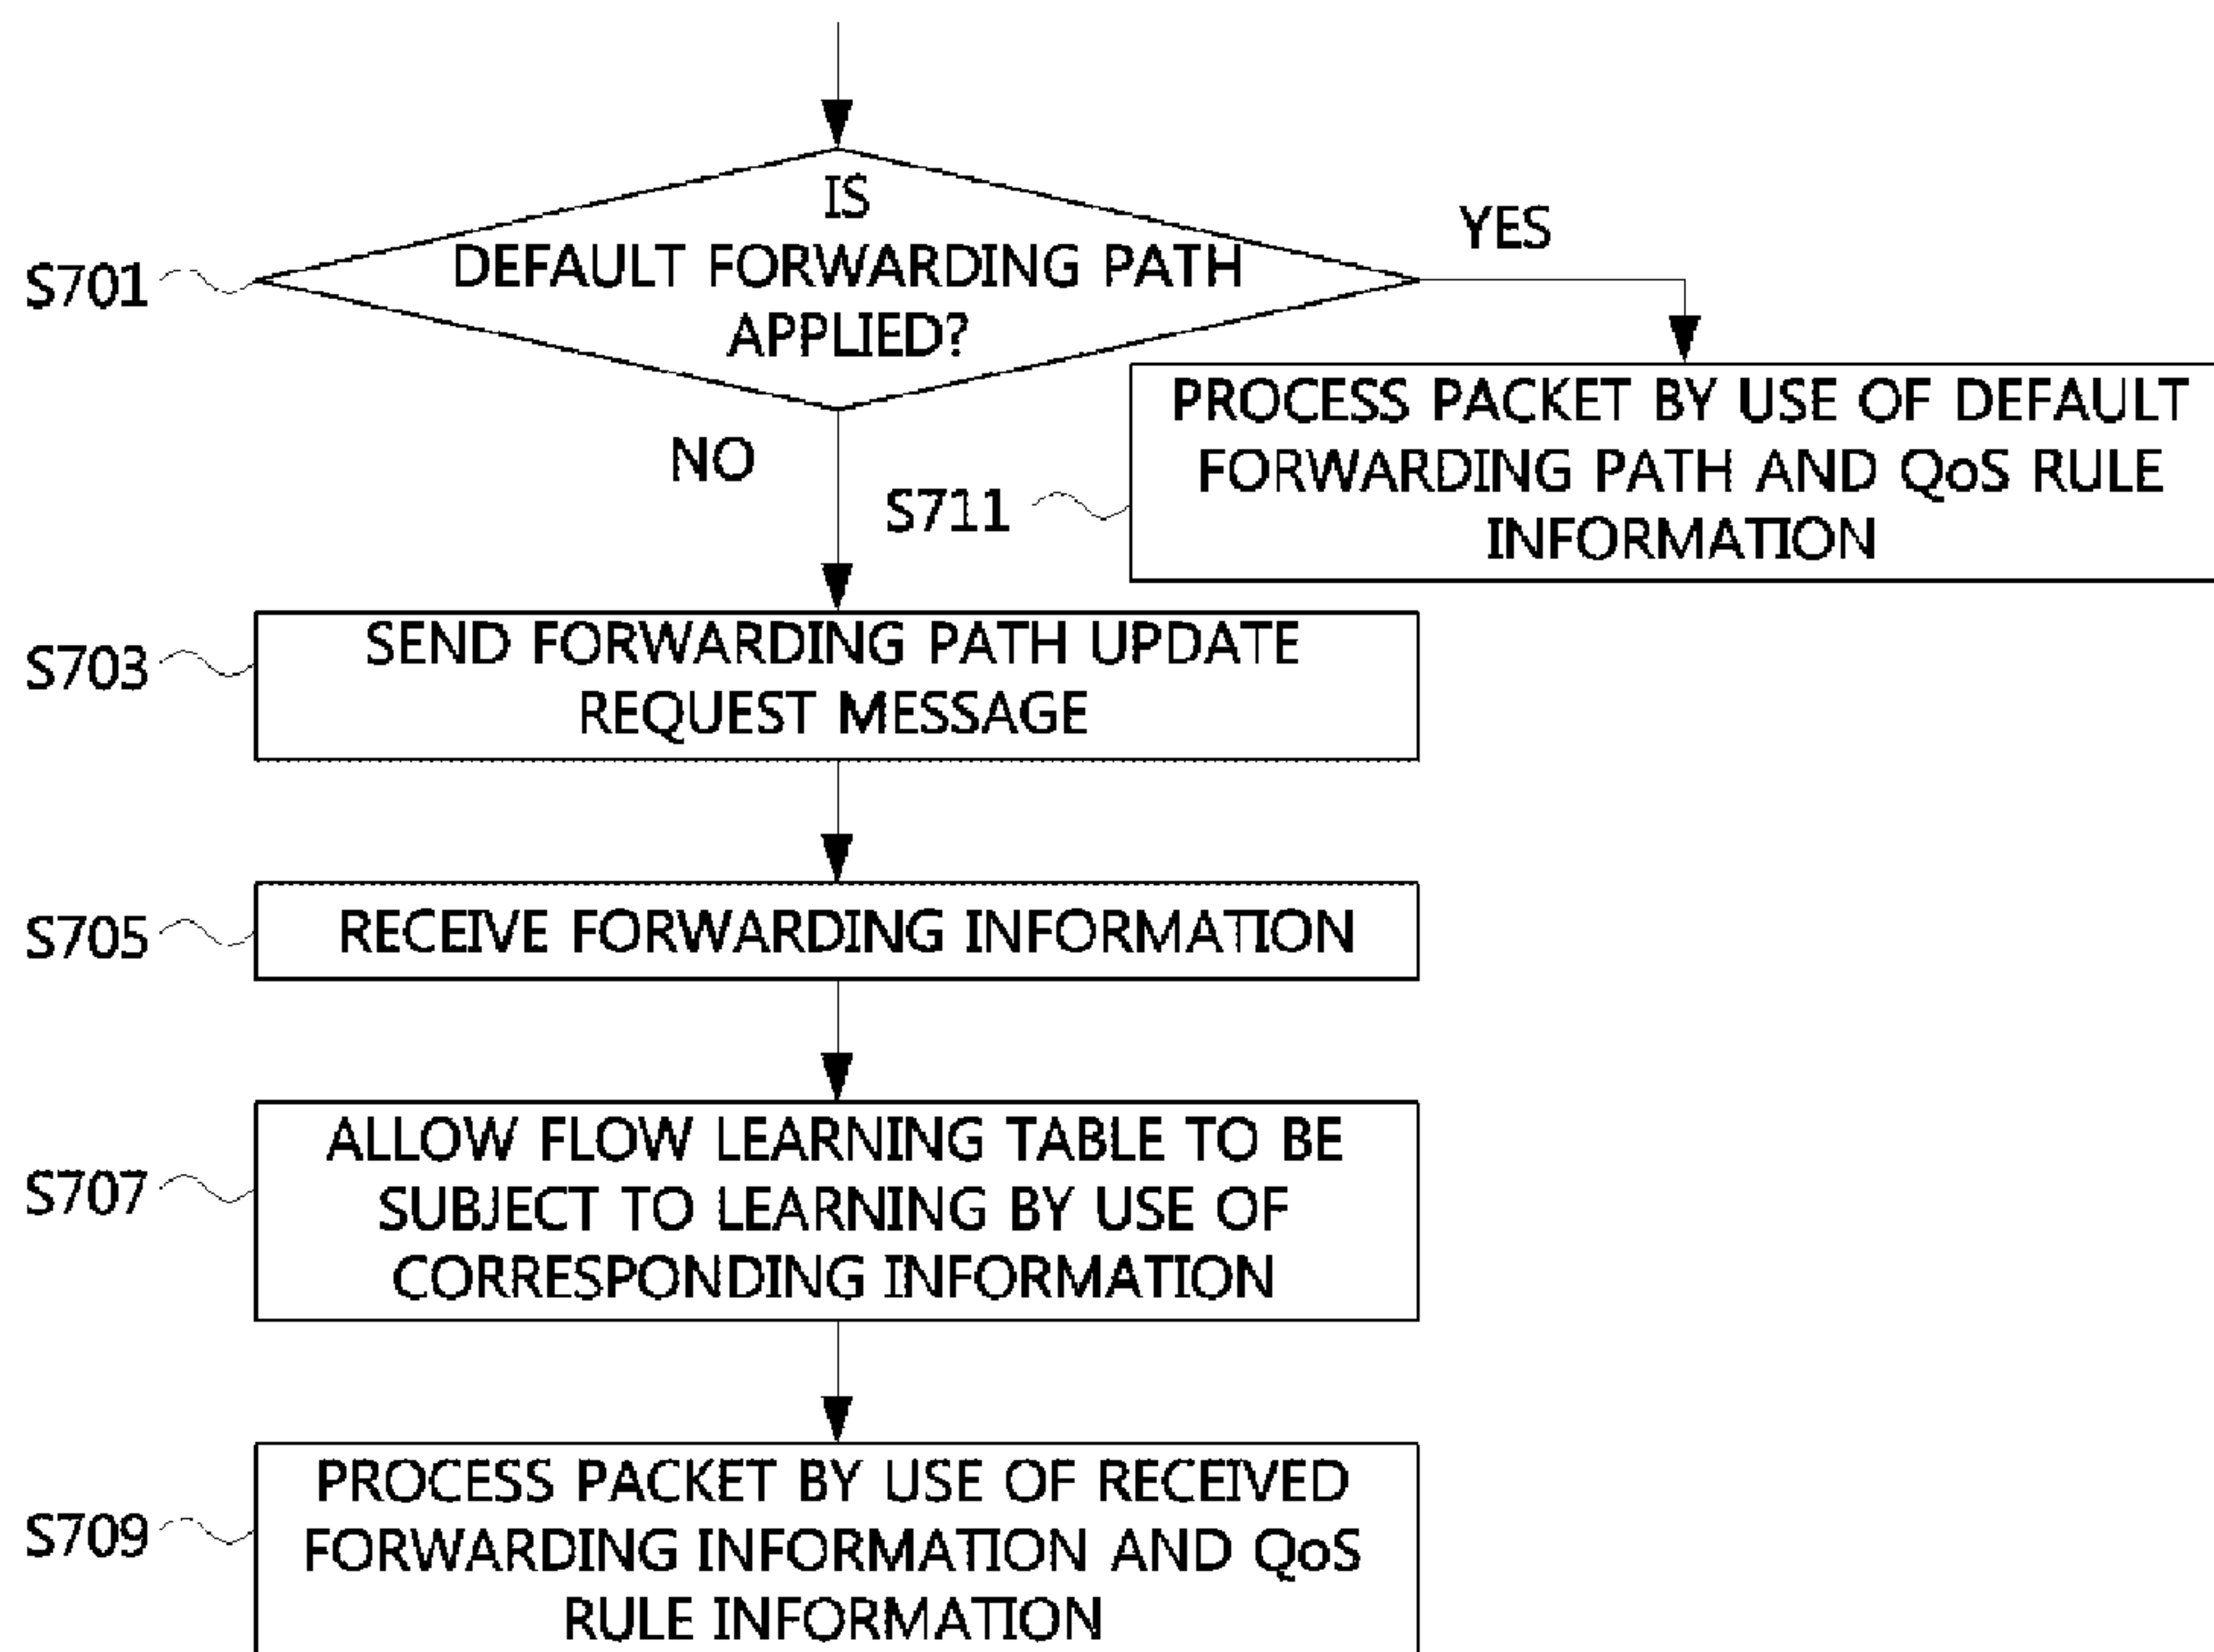 IS
DEFAULT FORWARDING PATH
APPLIED?
S701
YES
NO
PROCESS PACKET BY USE OF DEFAULT
FORWARDING PATH AND QoS RULE
INFORMATION
S711
SEND FORWARDING PATH UPDATE
REQUEST MESSAGE
S703
RECEIVE FORWARDING INFORMATION
S705
ALLOW FLOW LEARNING TABLE TO BE
SUBJECT TO LEARNING BY USE OF
CORRESPONDING INFORMATION
S707
PROCESS PACKET BY USE OF RECEIVED
FORWARDING INFORMATION AND QoS
RULE INFORMATION
S709